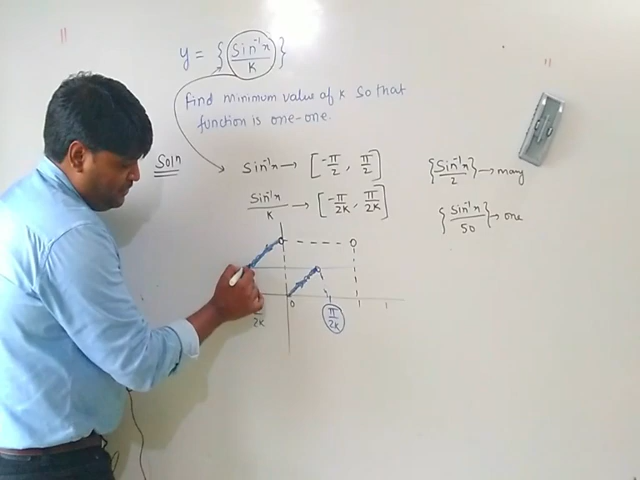 y = { sin⁻¹x / K }
Find minimum value of K so that
function is one-one.
Soln
sin⁻¹x → [-π/2, π/2]
sin⁻¹x / K → [-π/2K, π/2K]
{ sin⁻¹x / 2 } → many
{ sin⁻¹x / 50 } → one
0
π/2K
1
1
2K